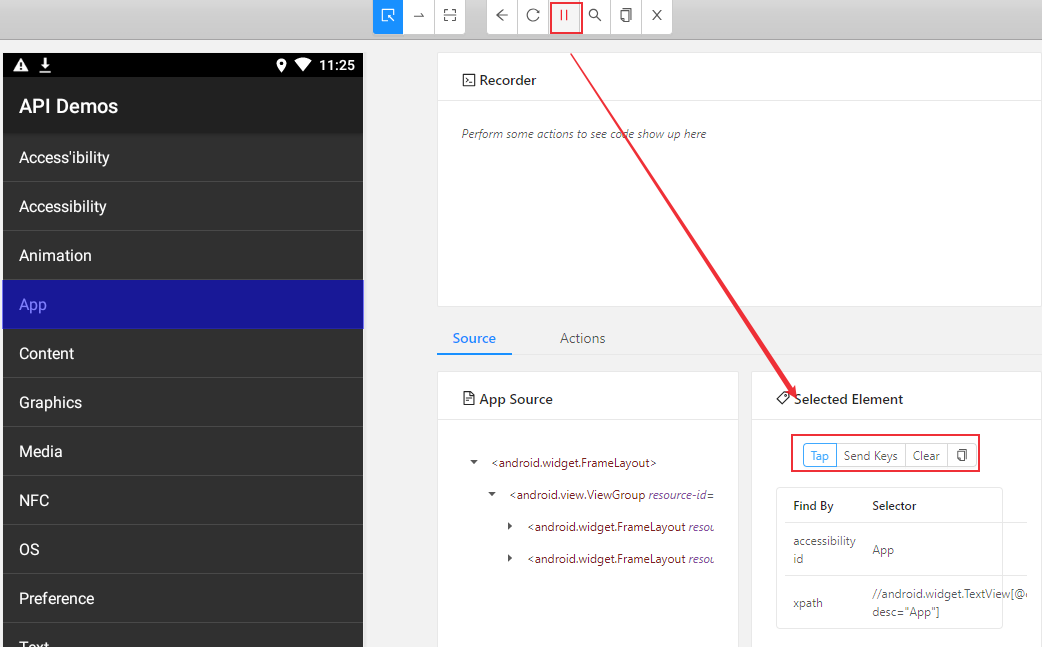 11:25
API Demos
Access'ibility
Accessibility
Animation
App
Content
Graphics
Media
NFC
OS
Preference
Text
Recorder
Perform some actions to see code show up here
Source Actions
App Source
<android.widget.FrameLayout>
<android.view.ViewGroup resource-id=
<android.widget.FrameLayout resou
<android.widget.FrameLayout resou
Selected Element
Tap Send Keys Clear
Find By Selector
accessibility
id
App
xpath
//android.widget.TextView[@
desc="App"]